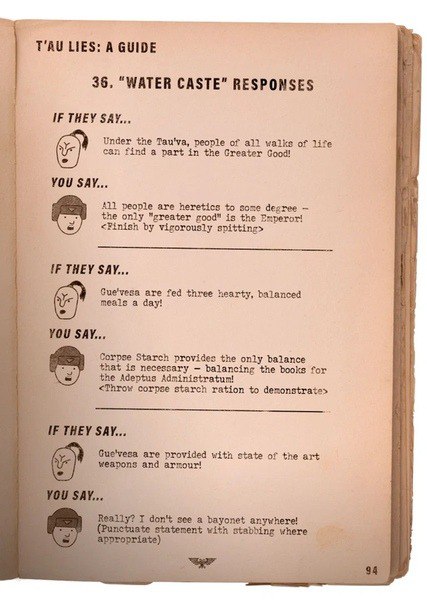 T'AU LIES: A GUIDE
36. "WATER CASTE" RESPONSES
IF THEY SAY...
Under the Tau'va, people of all walks of life
can find a part in the Greater Good!
YOU SAY...
All people are heretics to some degree –
the only "greater good" is the Emperor!
<Finish by vigorously spitting>
IF THEY SAY...
Gue'vesa are fed three hearty, balanced
meals a day!
YOU SAY...
Corpse Starch provides the only balance
that is necessary – balancing the books for
the Adeptus Administratum!
<Throw corpse starch ration to demonstrate>
IF THEY SAY...
Gue'vesa are provided with state of the art
weapons and armour!
YOU SAY...
Really? I don't see a bayonet anywhere!
(Punctuate statement with stabbing where
appropriate)
94